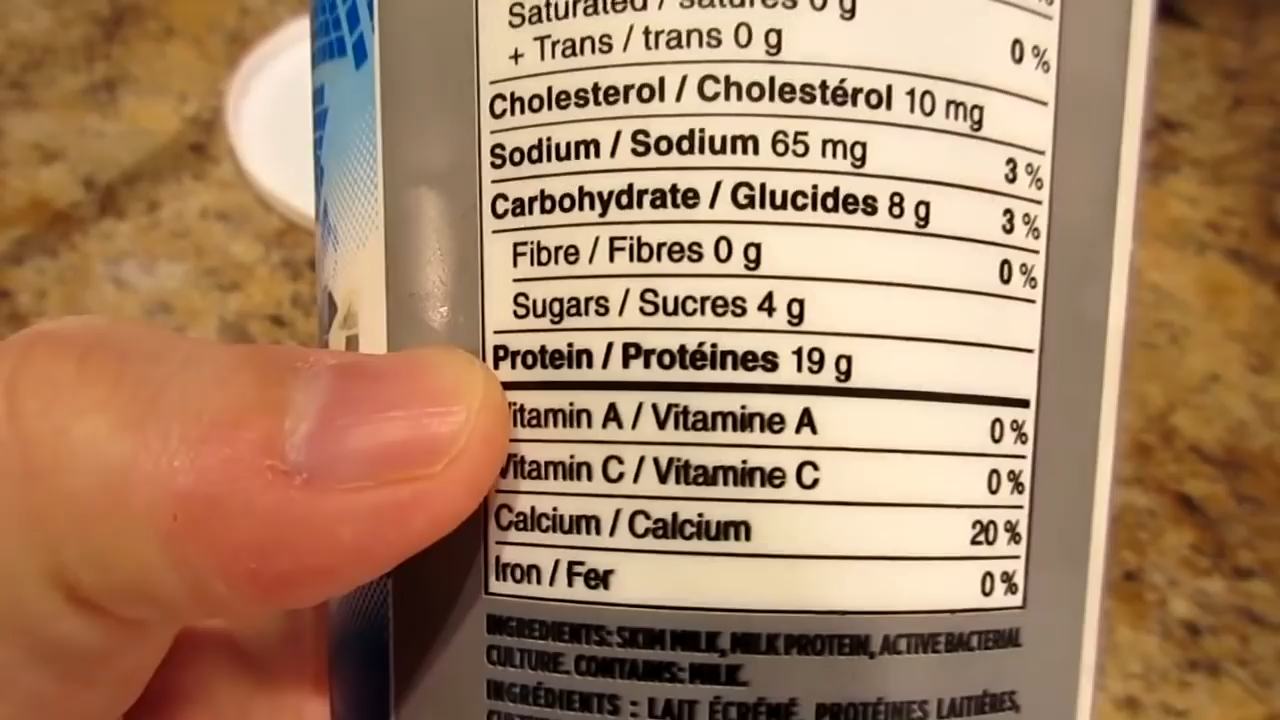 Saturated / saturés 0 g
+ Trans / trans 0 g 0 %
Cholesterol / Cholestérol 10 mg
Sodium / Sodium 65 mg 3 %
Carbohydrate / Glucides 8 g 3 %
Fibre / Fibres 0 g 0 %
Sugars / Sucres 4 g
Protein / Protéines 19 g
itamin A / Vitamine A 0 %
Vitamin C / Vitamine C 0 %
Calcium / Calcium 20 %
Iron / Fer 0 %
INGREDIENTS: SKIM MILK, MILK PROTEIN, ACTIVE BACTERIAL
CULTURE. CONTAINS: MILK.
INGRÉDIENTS : LAIT ÉCRÉMÉ, PROTÉINES LAITIÈRES,